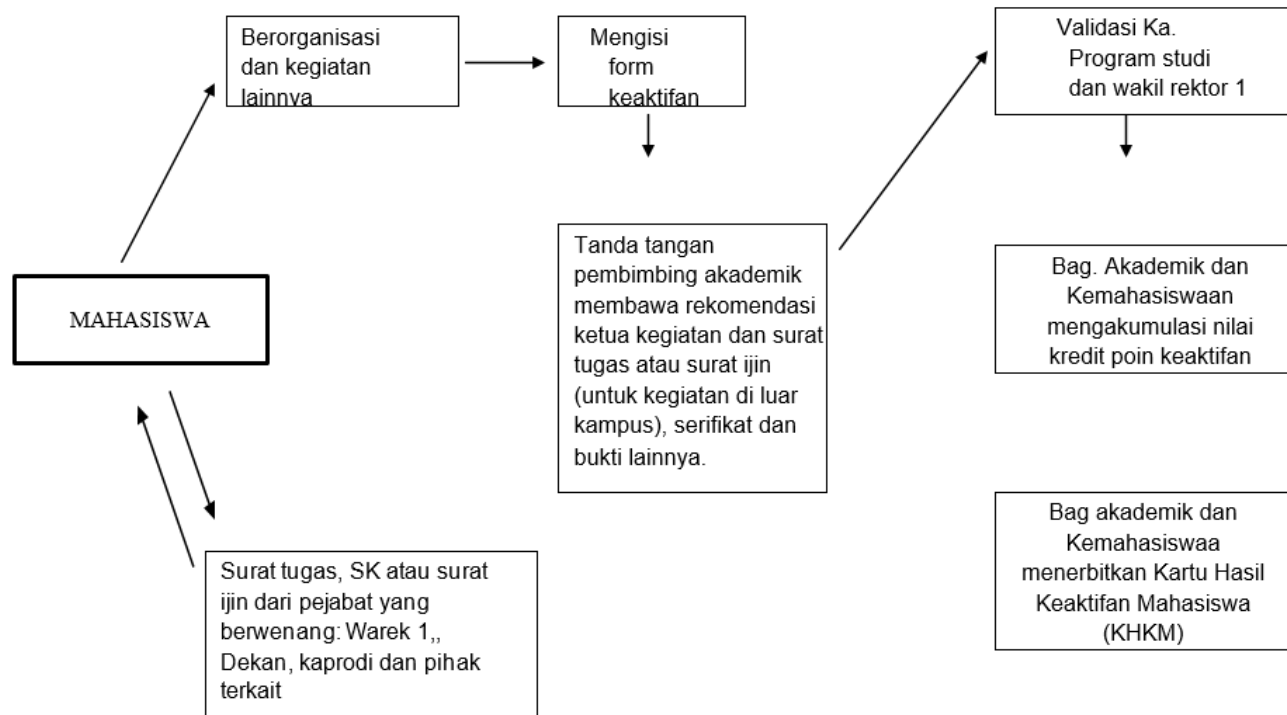 Berorganisasi
dan kegiatan
lainnya
Mengisi
form
keaktifan
Validasi Ka.
Program studi
dan wakil rektor 1
MAHASISWA
Tanda tangan
pembimbing akademik
membawa rekomendasi
ketua kegiatan dan surat
tugas atau surat ijin
(untuk kegiatan di luar
kampus), serifikat dan
bukti lainnya.
Bag. Akademik dan
Kemahasiswaan
mengakumulasi nilai
kredit poin keaktifan
Surat tugas, SK atau surat
ijin dari pejabat yang
berwenang: Warek 1,,
Dekan, kaprodi dan pihak
terkait
Bag akademik dan
Kemahasiswaa
menerbitkan Kartu Hasil
Keaktifan Mahasiswa
(KHKM)